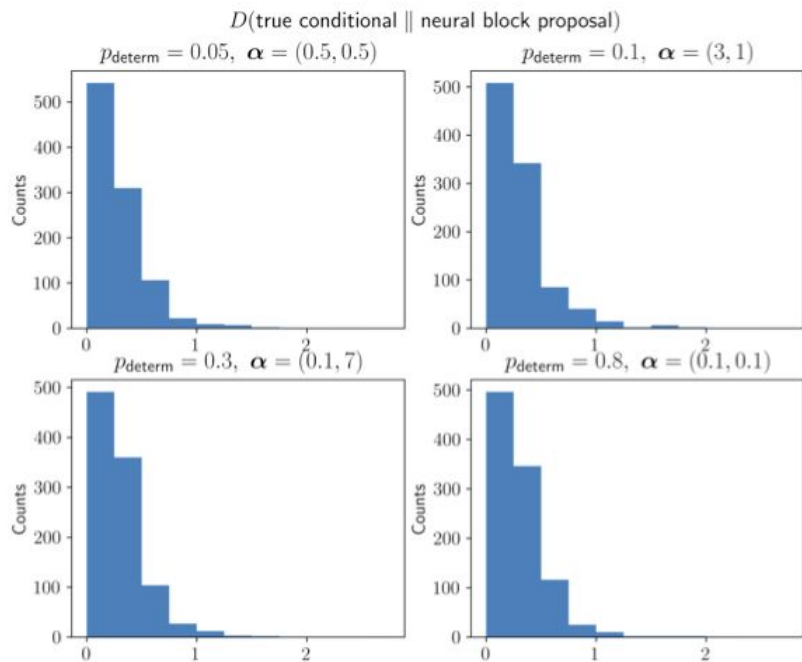 D(true conditional ∥ neural block proposal)
p_determ = 0.05, α = (0.5, 0.5)
p_determ = 0.1, α = (3, 1)
500
400
300
200
100
0
Counts
0 1 2
500
400
300
200
100
0
Counts
0 1 2
p_determ = 0.3, α = (0.1, 7)
p_determ = 0.8, α = (0.1, 0.1)
500
400
300
200
100
0
Counts
0 1 2
500
400
300
200
100
0
Counts
0 1 2